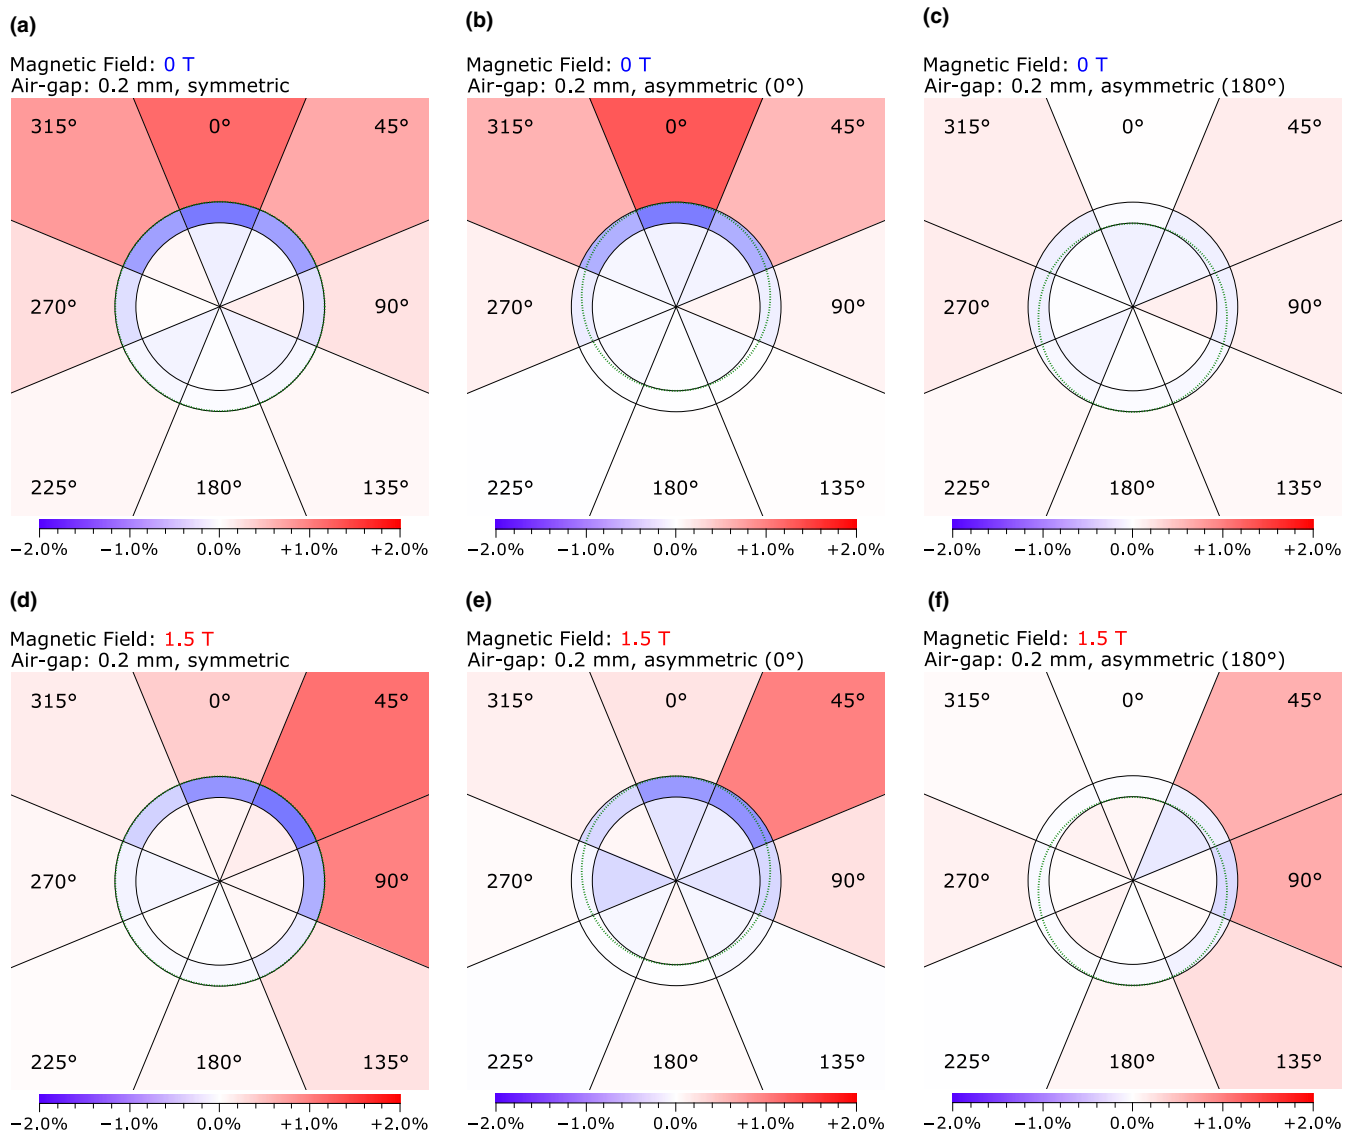 (a)
Magnetic Field: 0 T
Air-gap: 0.2 mm, symmetric
315° 0° 45°
270° 90°
225° 180° 135°
−2.0% −1.0% 0.0% +1.0% +2.0%
(b)
Magnetic Field: 0 T
Air-gap: 0.2 mm, asymmetric (0°)
315° 0° 45°
270° 90°
225° 180° 135°
−2.0% −1.0% 0.0% +1.0% +2.0%
(c)
Magnetic Field: 0 T
Air-gap: 0.2 mm, asymmetric (180°)
315° 0° 45°
270° 90°
225° 180° 135°
−2.0% −1.0% 0.0% +1.0% +2.0%
(d)
Magnetic Field: 1.5 T
Air-gap: 0.2 mm, symmetric
315° 0° 45°
270° 90°
225° 180° 135°
−2.0% −1.0% 0.0% +1.0% +2.0%
(e)
Magnetic Field: 1.5 T
Air-gap: 0.2 mm, asymmetric (0°)
315° 0° 45°
270° 90°
225° 180° 135°
−2.0% −1.0% 0.0% +1.0% +2.0%
(f)
Magnetic Field: 1.5 T
Air-gap: 0.2 mm, asymmetric (180°)
315° 0° 45°
270° 90°
225° 180° 135°
−2.0% −1.0% 0.0% +1.0% +2.0%